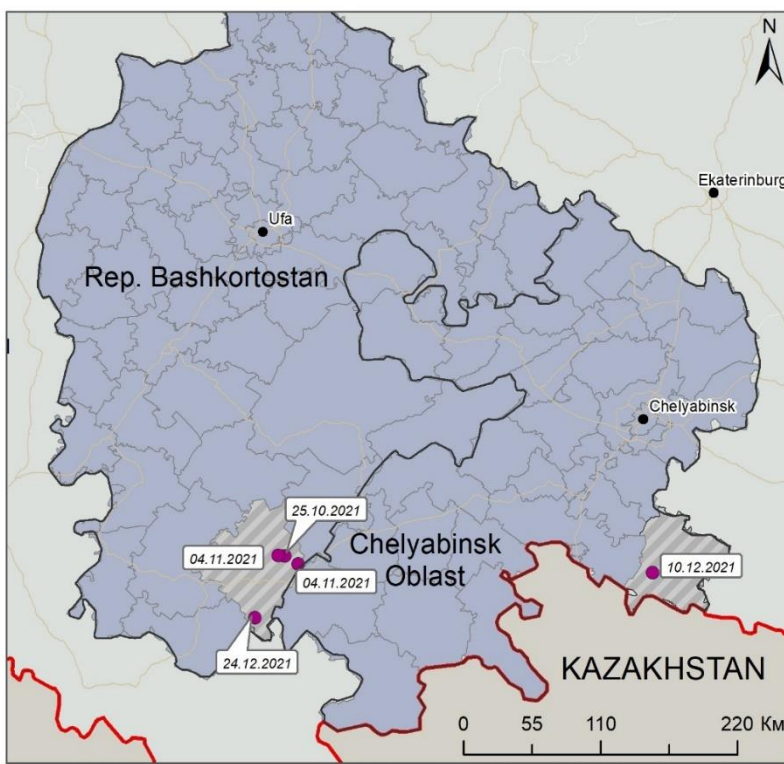 N
Ekaterinburg
Ufa
Rep. Bashkortostan
Chelyabinsk
25.10.2021
04.11.2021
Chelyabinsk
Oblast
04.11.2021
10.12.2021
24.12.2021
KAZAKHSTAN
0 55 110 220 Км